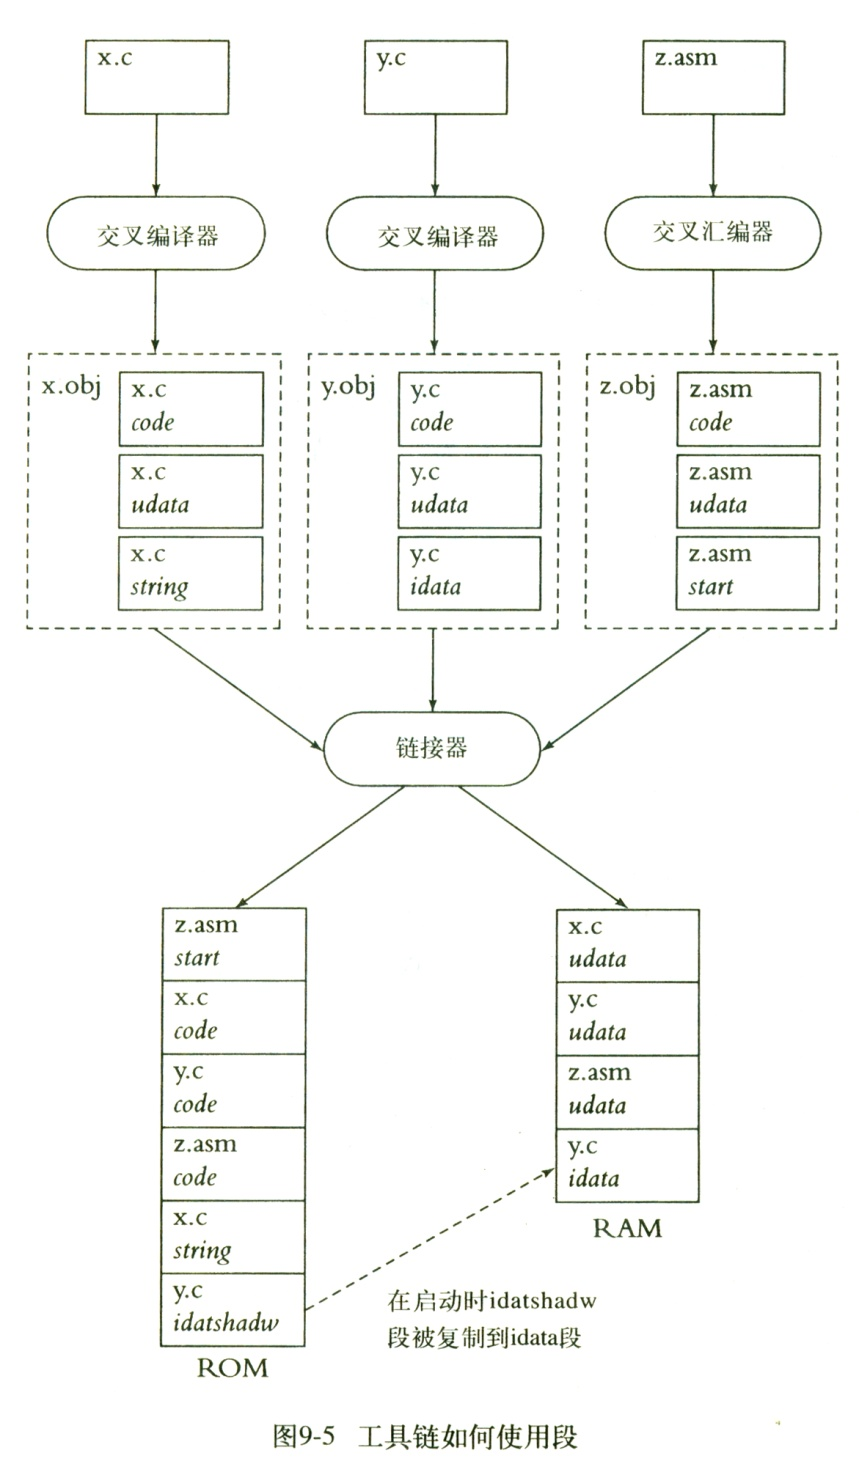 x.c
y.c
z.asm
交叉编译器
交叉编译器
交叉汇编器
x.obj
x.c
code
x.c
udata
x.c
string
y.obj
y.c
code
y.c
udata
y.c
idata
z.obj
z.asm
code
z.asm
udata
z.asm
start
链接器
z.asm
start
x.c
code
y.c
code
z.asm
code
x.c
string
y.c
idatshadw
ROM
x.c
udata
y.c
udata
z.asm
udata
y.c
idata
RAM
在启动时idatshadw
段被复制到idata段
图9-5 工具链如何使用段